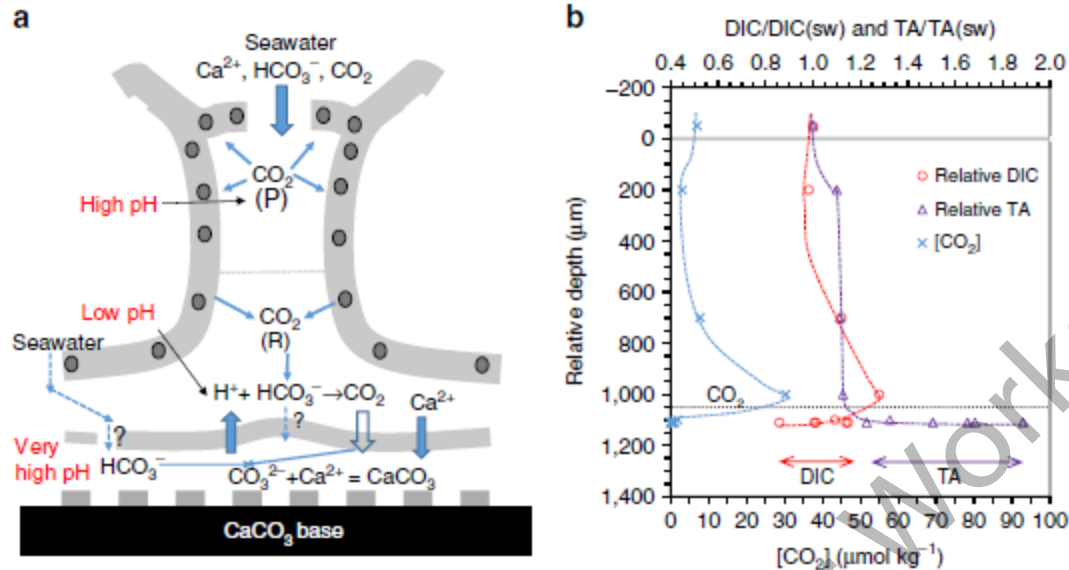 a
Seawater
Ca²⁺, HCO₃⁻, CO₂
CO₂
(P)
High pH
Low pH
CO₂
(R)
Seawater
H⁺+ HCO₃⁻→CO₂
Ca²⁺
?
?
Very
high pH
HCO₃⁻
CO₃²⁻+Ca²⁺ = CaCO₃
CaCO₃ base
b
DIC/DIC(sw) and TA/TA(sw)
0.4 0.6 0.8 1.0 1.2 1.4 1.6 1.8 2.0
Relative depth (µm)
–200
0
200
400
600
800
1,000
1,200
1,400
Relative DIC
Relative TA
[CO₂]
CO₂
DIC
TA
0 10 20 30 40 50 60 70 80 90 100
[CO₂] (µmol kg⁻¹)
Work